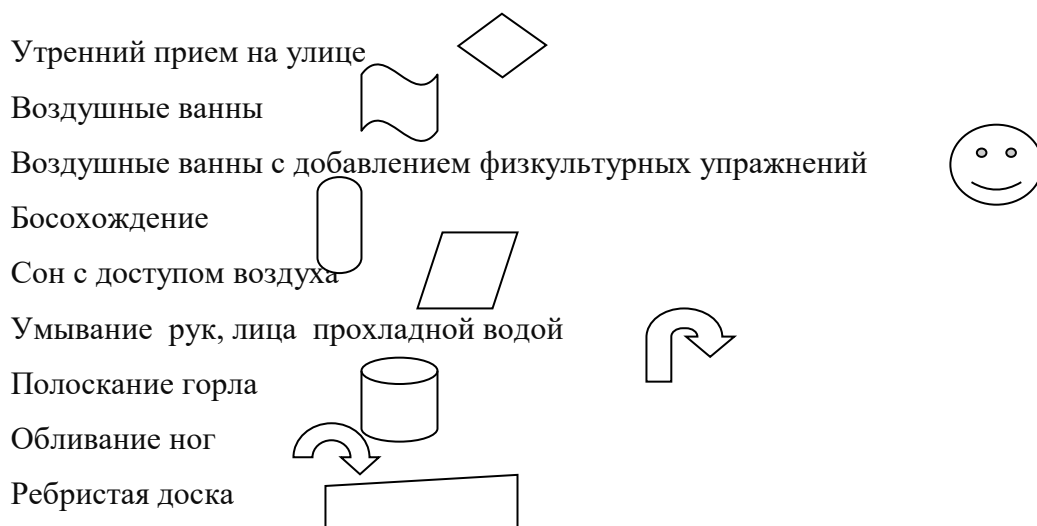 Утренний прием на улице
Воздушные ванны
Воздушные ванны с добавлением физкультурных упражнений
Босохождение
Сон с доступом воздуха
Умывание  рук, лица  прохладной водой
Полоскание горла
Обливание ног
Ребристая доска